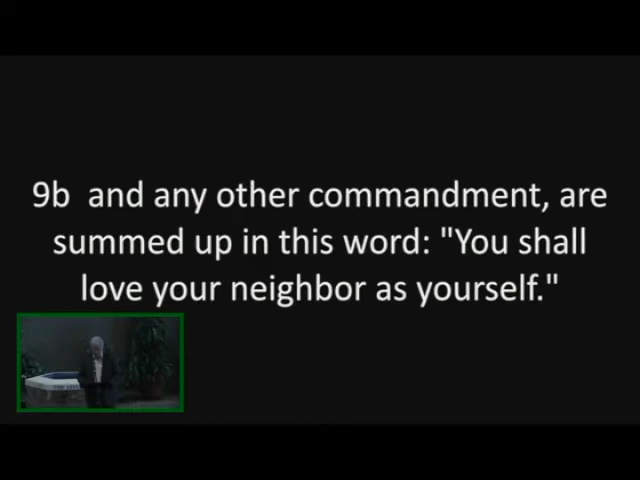 9b  and any other commandment, are
summed up in this word: "You shall
love your neighbor as yourself."